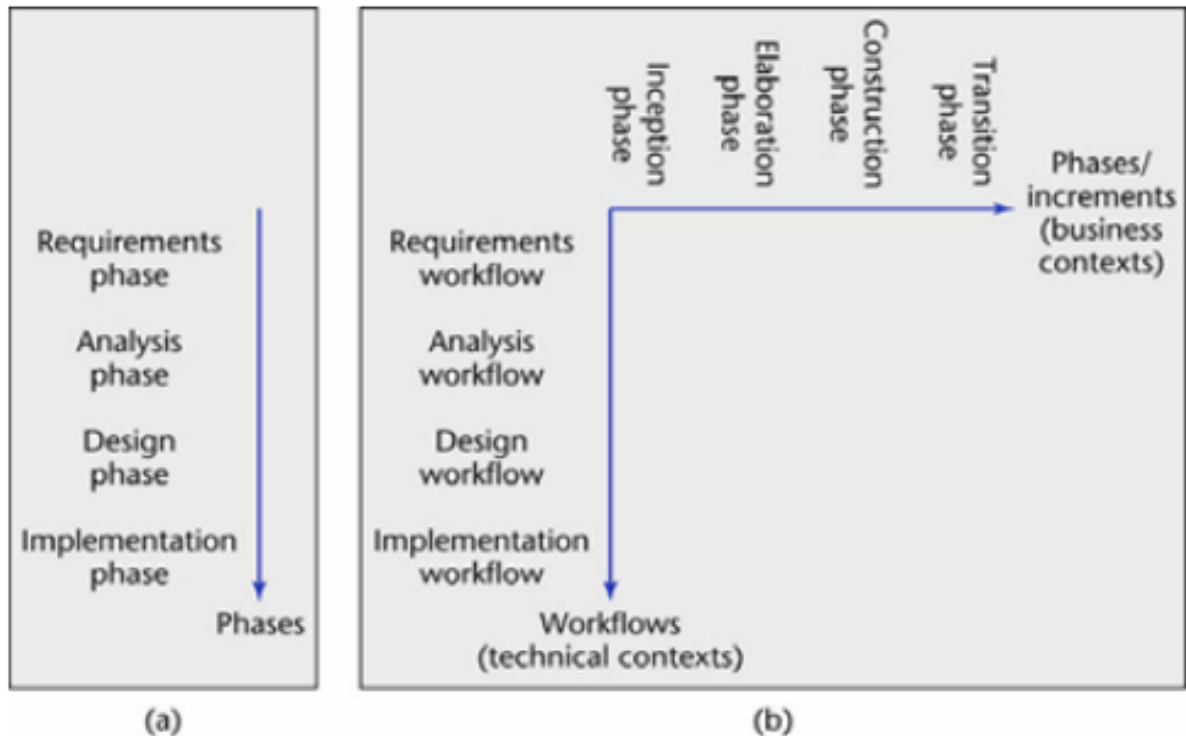 Requirements
phase
Analysis
phase
Design
phase
Implementation
phase
Phases
(a)
Inception
phase
Elaboration
phase
Construction
phase
Transition
phase
Phases/
increments
(business
contexts)
Requirements
workflow
Analysis
workflow
Design
workflow
Implementation
workflow
Workflows
(technical contexts)
(b)